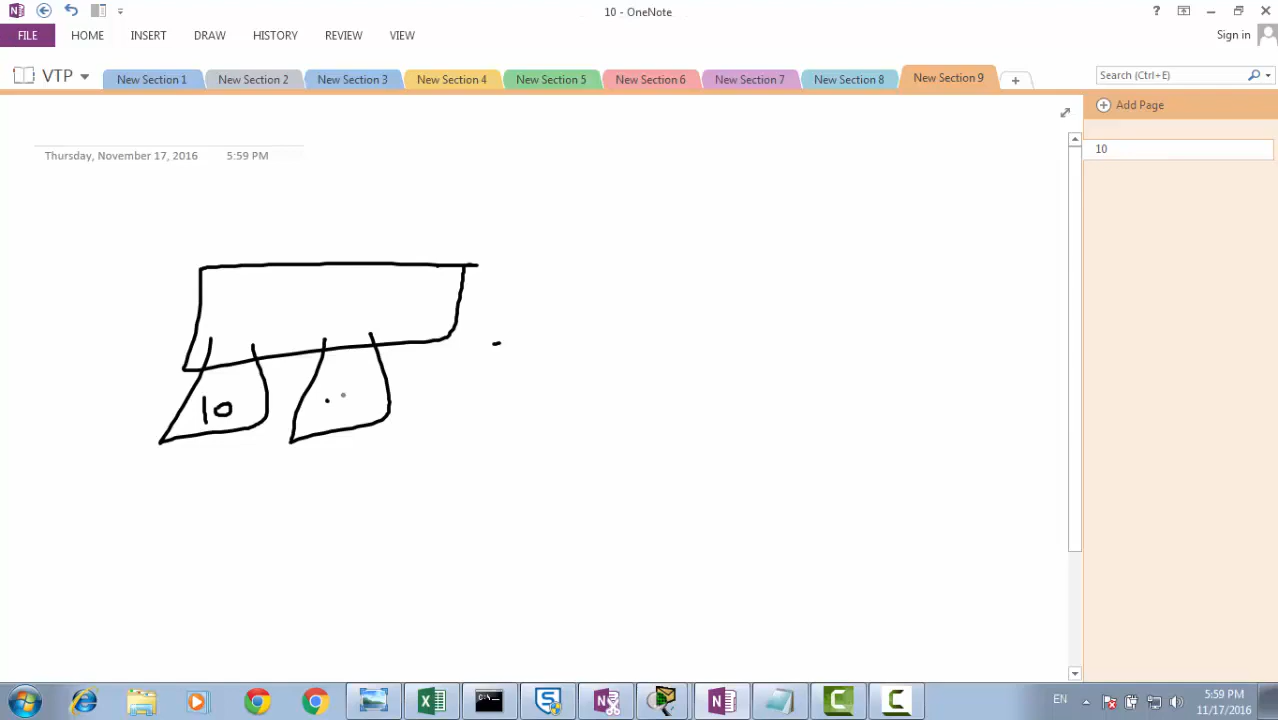 10 - OneNote
? 
Sign in
FILE HOME INSERT DRAW HISTORY REVIEW VIEW
VTP
New Section 1 New Section 2 New Section 3 New Section 4 New Section 5 New Section 6 New Section 7 New Section 8 New Section 9
Search (Ctrl+E)
Add Page
10
Thursday, November 17, 2016 5:59 PM
10
C:\.
EN
5:59 PM
11/17/2016